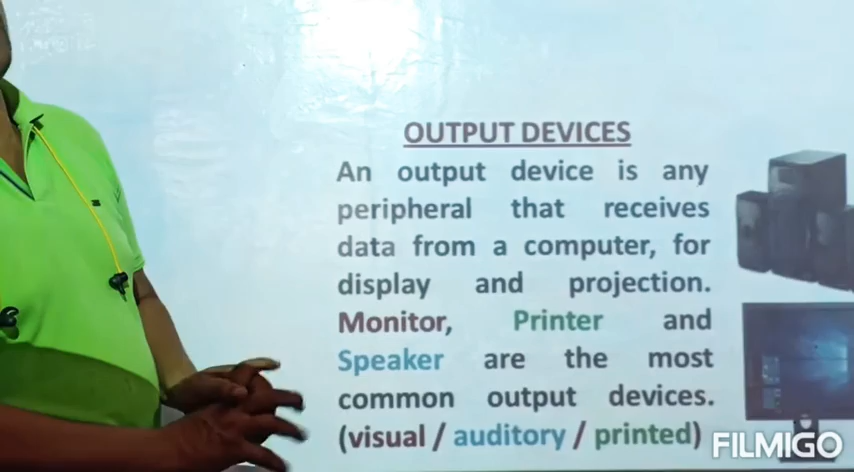 OUTPUT DEVICES
An output device is any
peripheral that receives
data from a computer, for
display and projection.
Monitor, Printer and
Speaker are the most
common output devices.
(visual / auditory / printed)
FILMIGO